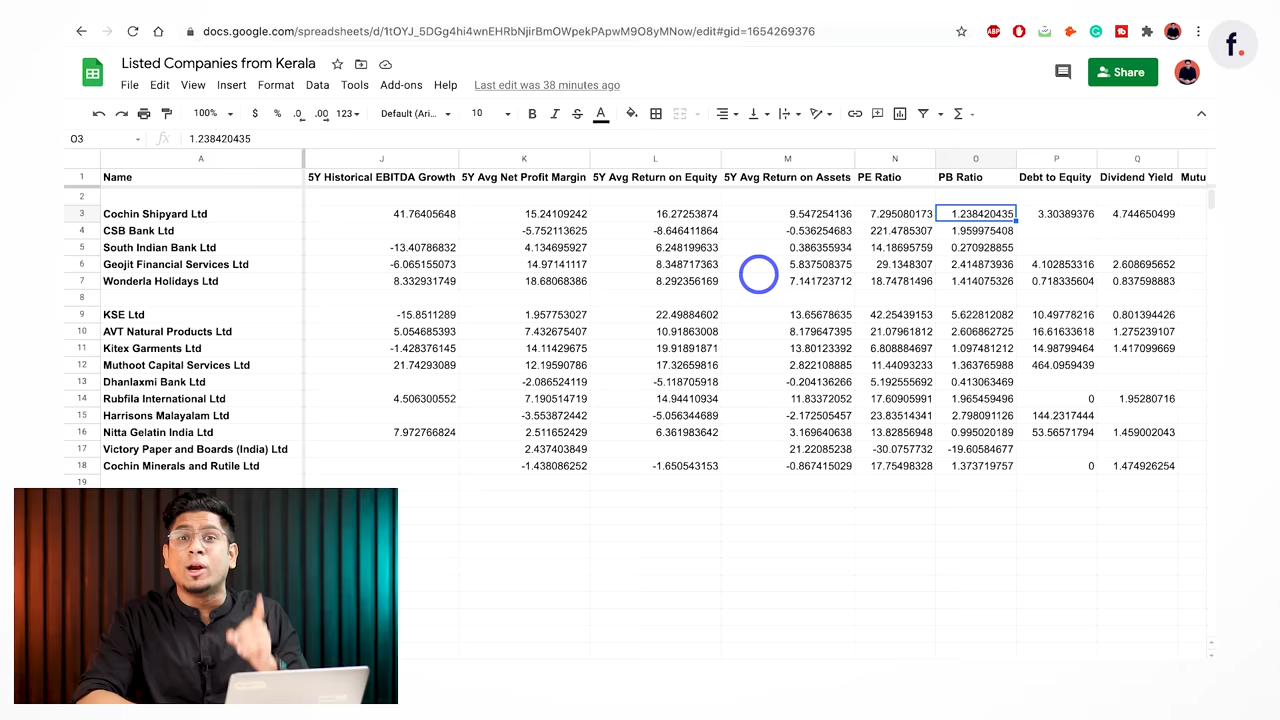 docs.google.com/spreadsheets/d/1tOYJ_5DGg4hi4wnEHRbNjirBmOWpekPApwM9O8yMNow/edit#gid=1654269376
ABP
f.
Listed Companies from Kerala
File Edit View Insert Format Data Tools Add-ons Help Last edit was 38 minutes ago
Share
100% $ % .0 .00 123 Default (Ari... 10 B I S A Σ
O3 fx 1.238420435
A J K L M N O P Q
1 Name 5Y Historical EBITDA Growth 5Y Avg Net Profit Margin 5Y Avg Return on Equity 5Y Avg Return on Assets PE Ratio PB Ratio Debt to Equity Dividend Yield Mutu
2
3 Cochin Shipyard Ltd 41.76405648 15.24109242 16.27253874 9.547254136 7.295080173 1.238420435 3.30389376 4.744650499
4 CSB Bank Ltd -5.752113625 -8.646411864 -0.536254683 221.4785307 1.959975408
5 South Indian Bank Ltd -13.40786832 4.134695927 6.248199633 0.386355934 14.18695759 0.270928855
6 Geojit Financial Services Ltd -6.065155073 14.97141117 8.348717363 5.837508375 29.1348307 2.414873936 4.102853316 2.608695652
7 Wonderla Holidays Ltd 8.332931749 18.68068386 8.292356169 7.141723712 18.74781496 1.414075326 0.718335604 0.837598883
8
9 KSE Ltd -15.8511289 1.957753027 22.49884602 13.65678635 42.25439153 5.622812082 10.49778216 0.801394426
10 AVT Natural Products Ltd 5.054685393 7.432675407 10.91863008 8.179647395 21.07961812 2.606862725 16.61633618 1.275239107
11 Kitex Garments Ltd -1.428376145 14.11429675 19.91891871 13.80123392 6.808884697 1.097481212 14.98799464 1.417099669
12 Muthoot Capital Services Ltd 21.74293089 12.19590786 17.32659816 2.822108885 11.44093233 1.363765988 464.0959439
13 Dhanlaxmi Bank Ltd -2.086524119 -5.118705918 -0.204136266 5.192555692 0.413063469
14 Rubfila International Ltd 4.506300552 7.190514719 14.94410934 11.83372052 17.60905991 1.965459496 0 1.95280716
15 Harrisons Malayalam Ltd -3.553872442 -5.056344689 -2.172505457 23.83514341 2.798091126 144.2317444
16 Nitta Gelatin India Ltd 7.972766824 2.511652429 6.361983642 3.169640638 13.82856948 0.995020189 53.56571794 1.459002043
17 Victory Paper and Boards (India) Ltd 2.437403849 21.22085238 -30.0757732 -19.60584677
18 Cochin Minerals and Rutile Ltd -1.438086252 -1.650543153 -0.867415029 17.75498328 1.373719757 0 1.474926254
19